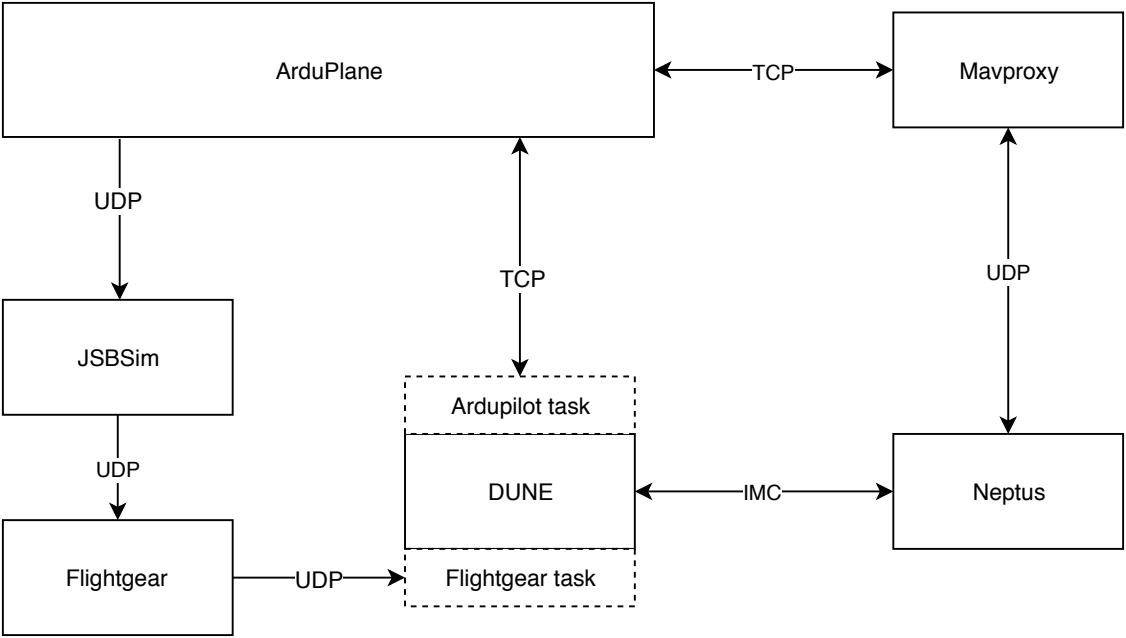 ArduPlane
TCP
Mavproxy
UDP
TCP
UDP
JSBSim
Ardupilot task
UDP
DUNE
IMC
Neptus
Flightgear
UDP
Flightgear task